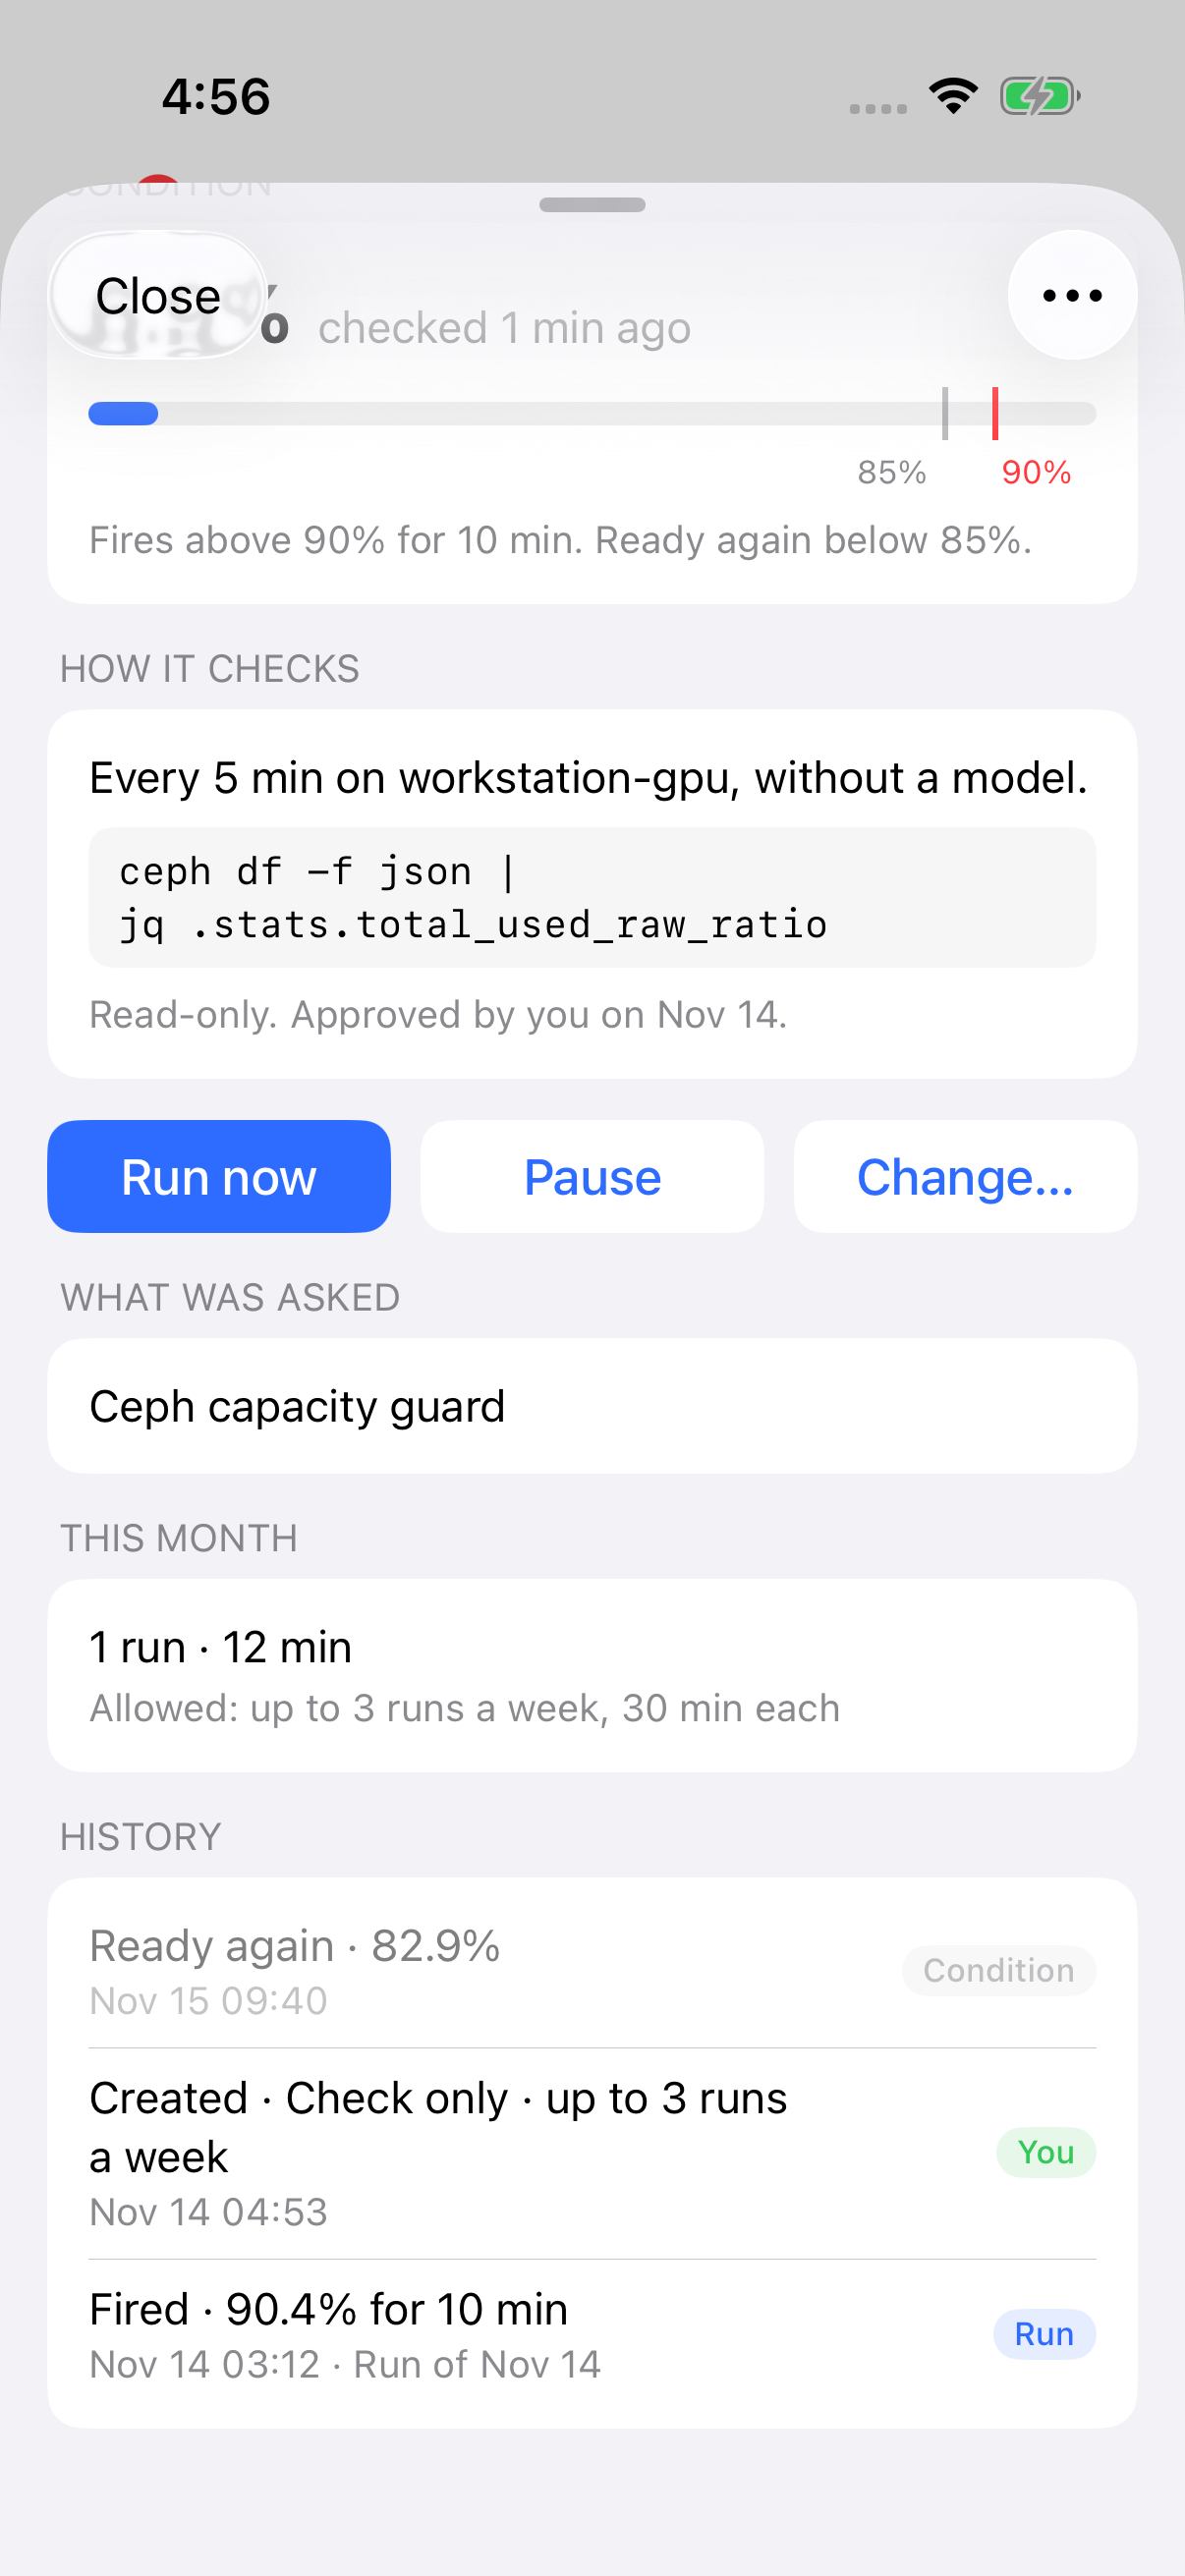 4:56
CONDITION
Close
% checked 1 min ago
85% 90%
Fires above 90% for 10 min. Ready again below 85%.
HOW IT CHECKS
Every 5 min on workstation-gpu, without a model.
ceph df -f json |
jq .stats.total_used_raw_ratio
Read-only. Approved by you on Nov 14.
Run now
Pause
Change...
WHAT WAS ASKED
Ceph capacity guard
THIS MONTH
1 run · 12 min
Allowed: up to 3 runs a week, 30 min each
HISTORY
Ready again · 82.9%
Condition
Nov 15 09:40
Created · Check only · up to 3 runs
a week
You
Nov 14 04:53
Fired · 90.4% for 10 min
Run
Nov 14 03:12 · Run of Nov 14